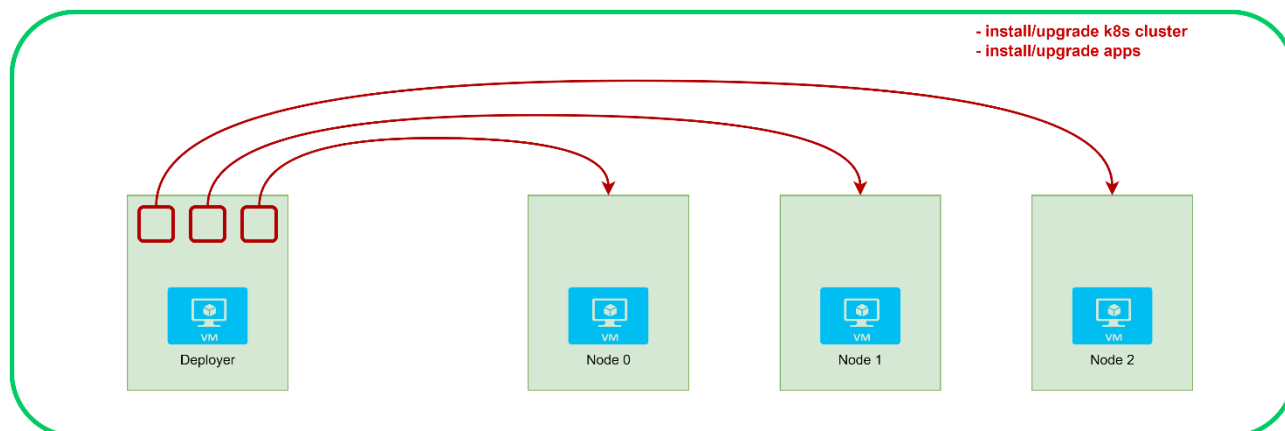 - install/upgrade k8s cluster
- install/upgrade apps
VM
Deployer
VM
Node 0
VM
Node 1
VM
Node 2